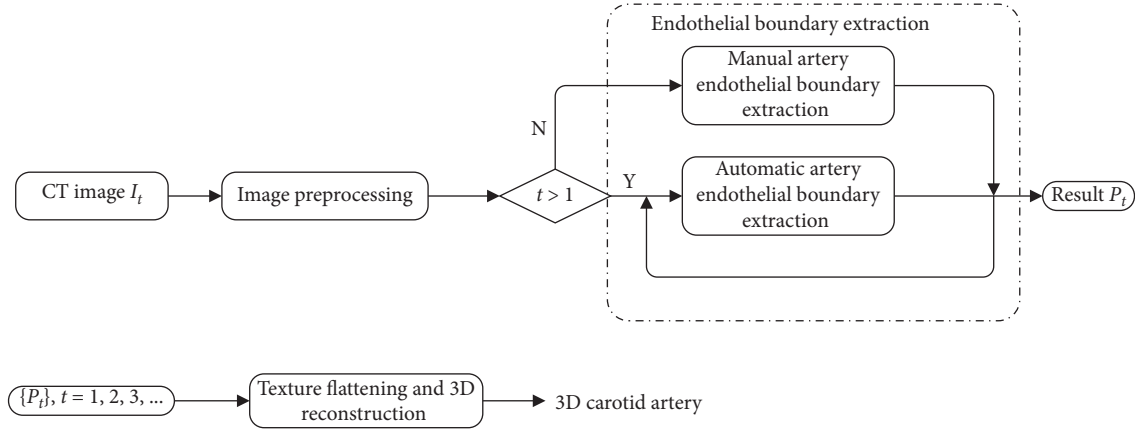 Endothelial boundary extraction
Manual artery
endothelial boundary
extraction
N
CT image I_t
Image preprocessing
t > 1
Y
Automatic artery
endothelial boundary
extraction
Result P_t
{P_t}, t = 1, 2, 3, ...
Texture flattening and 3D
reconstruction
3D carotid artery